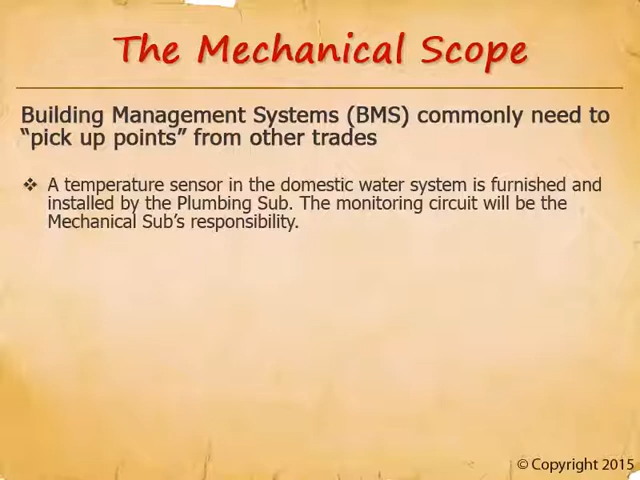 The Mechanical Scope
Building Management Systems (BMS) commonly need to
“pick up points” from other trades
❖ A temperature sensor in the domestic water system is furnished and
installed by the Plumbing Sub. The monitoring circuit will be the
Mechanical Sub’s responsibility.
© Copyright 2015